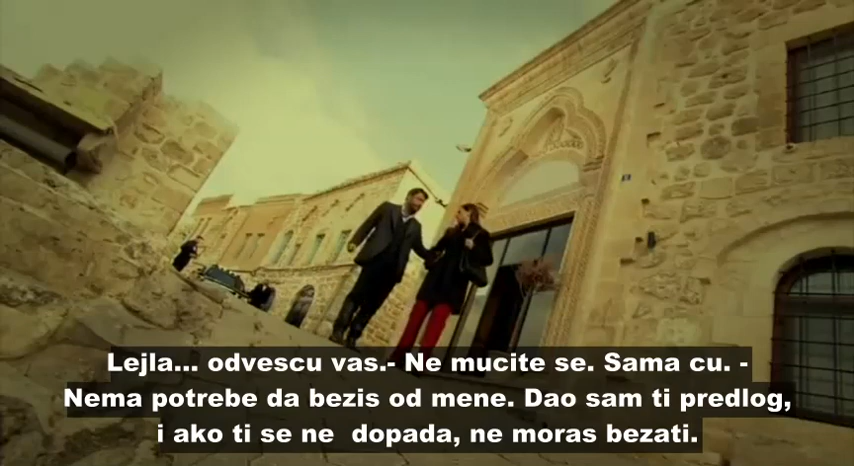 Lejla... odvescu vas.- Ne mucite se. Sama cu. -
Nema potrebe da bezis od mene. Dao sam ti predlog,
i ako ti se ne  dopada, ne moras bezati.